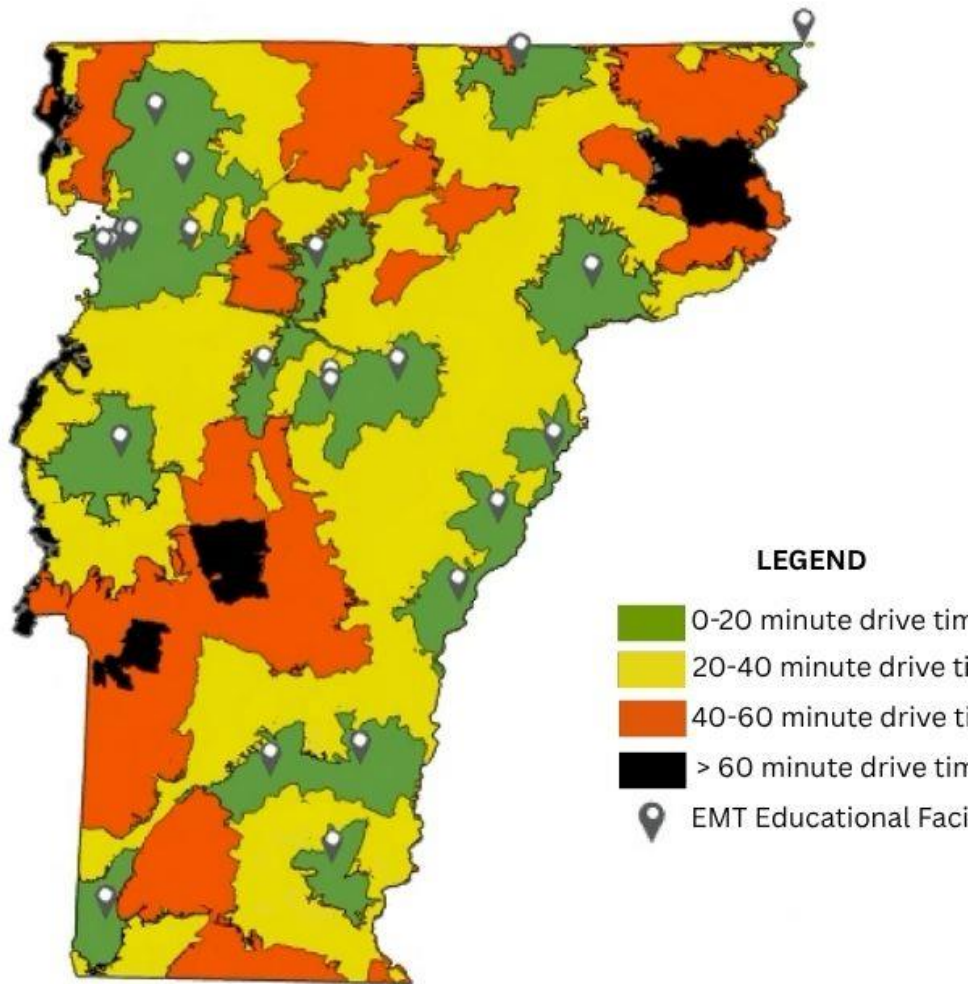 LEGEND
0-20 minute drive tim
20-40 minute drive ti
40-60 minute drive tim
> 60 minute drive tim
EMT Educational Faci